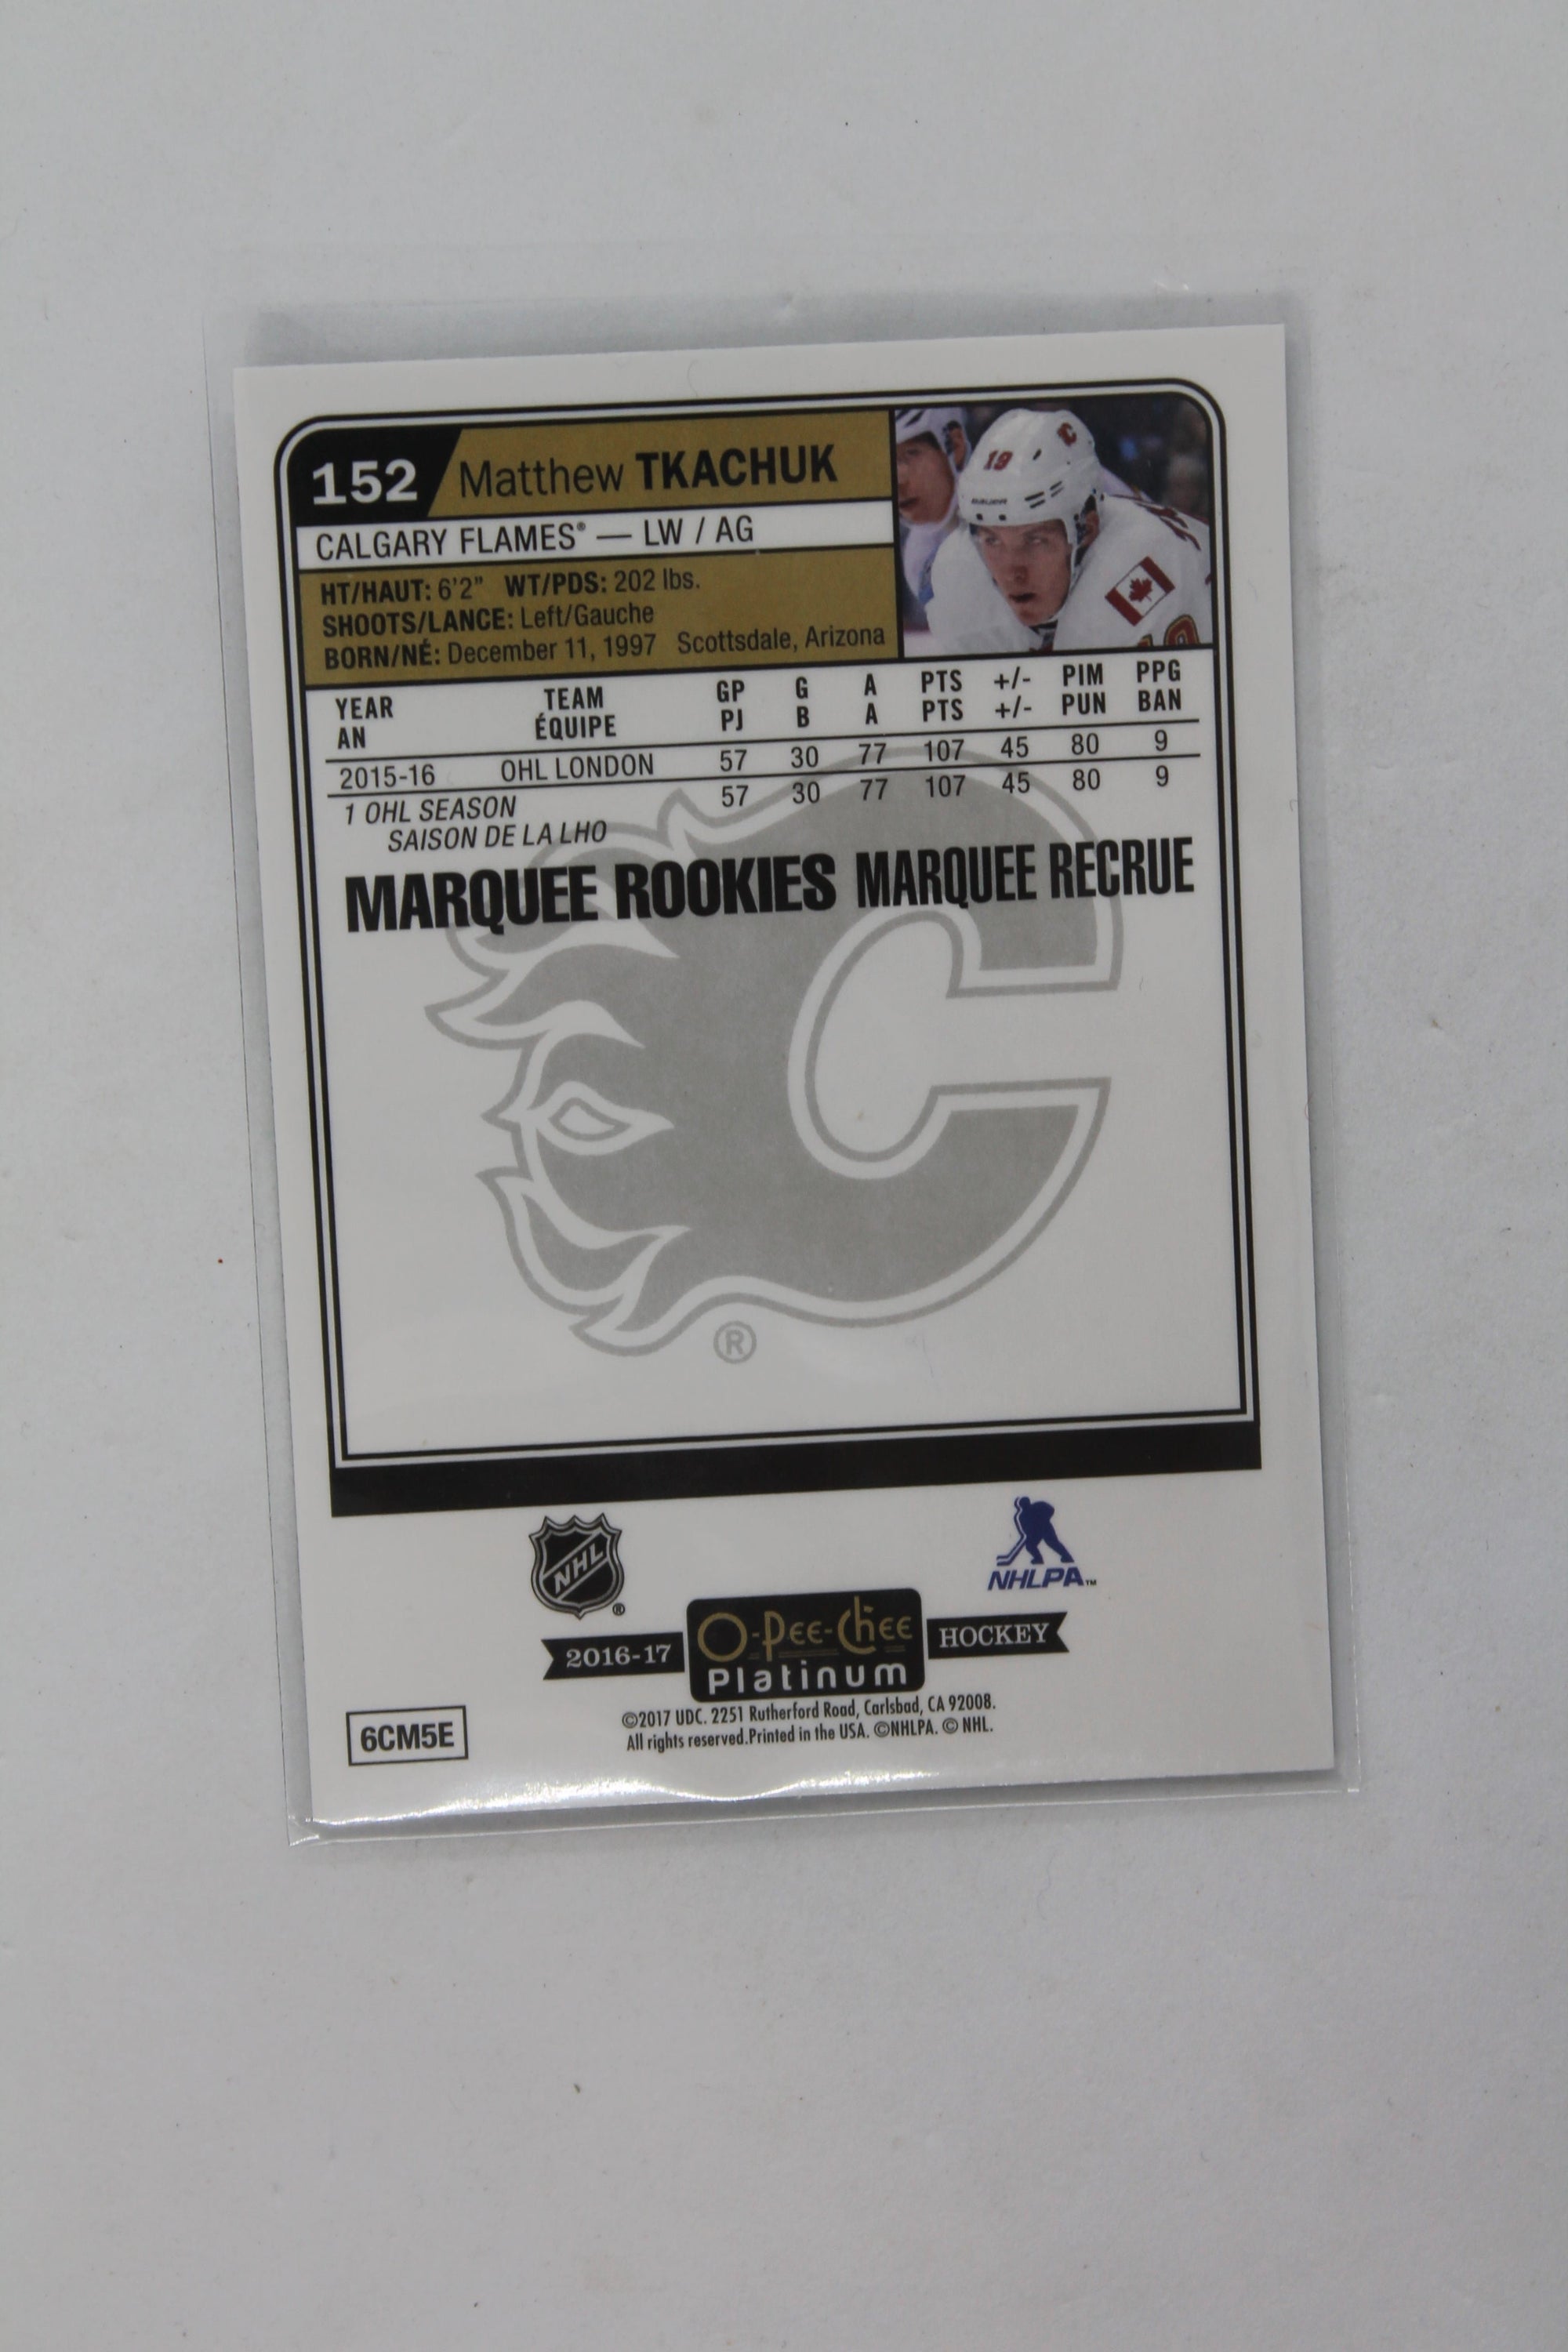 152 Matthew TKACHUK
CALGARY FLAMES® — LW / AG
HT/HAUT: 6'2" WT/PDS: 202 lbs.
SHOOTS/LANCE: Left/Gauche
BORN/NÉ: December 11, 1997 Scottsdale, Arizona
19
BAUER
YEAR TEAM GP G A PTS +/- PIM PPG
AN ÉQUIPE PJ B A PTS +/- PUN BAN
2015-16 OHL LONDON 57 30 77 107 45 80 9
1 OHL SEASON 57 30 77 107 45 80 9
SAISON DE LA LHO
MARQUEE ROOKIES MARQUEE RECRUE
®
NHL ®
NHLPA™
2016-17 O-Pee-Chee HOCKEY
Platinum
©2017 UDC. 2251 Rutherford Road, Carlsbad, CA 92008.
All rights reserved.Printed in the USA. ©NHLPA. © NHL.
6CM5E